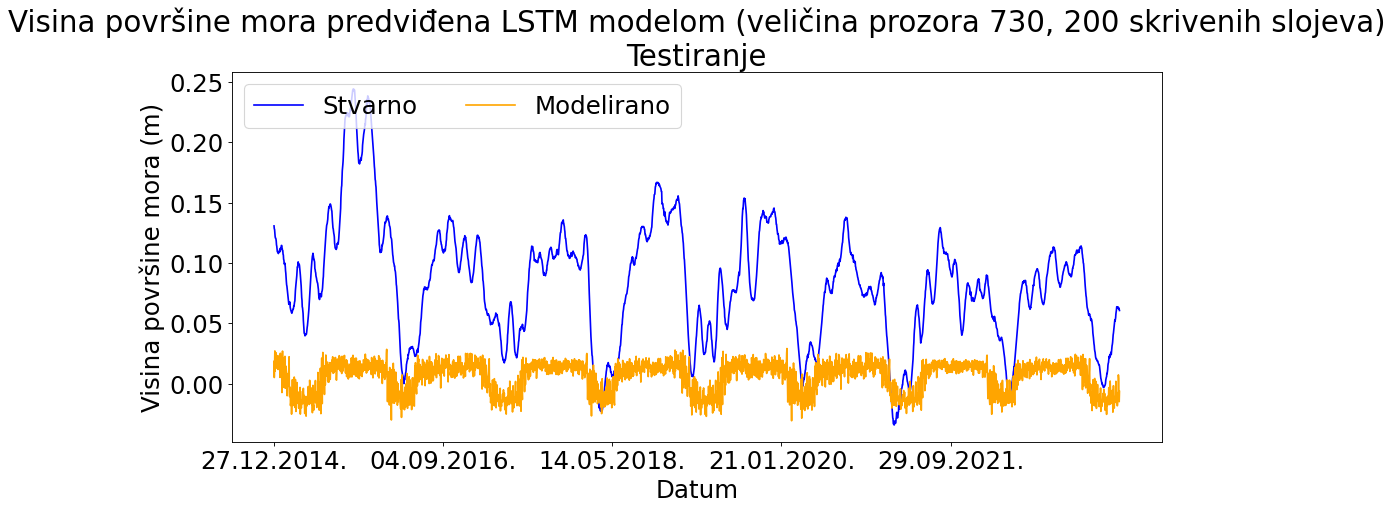 Visina površine mora predviđena LSTM modelom (veličina prozora 730, 200 skrivenih slojeva)
Testiranje
Stvarno
Modelirano
Visina površine mora (m)
0.25
0.20
0.15
0.10
0.05
0.00
27.12.2014.
04.09.2016.
14.05.2018.
21.01.2020.
29.09.2021.
Datum